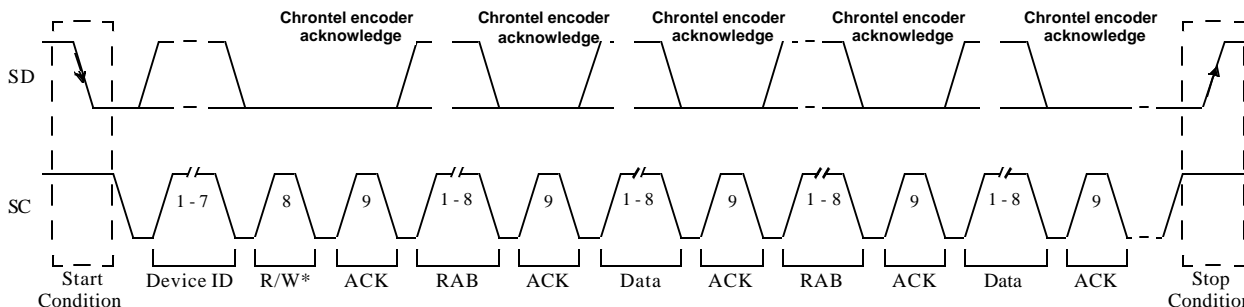 Chrontel encoder Chrontel encoder Chrontel encoder Chrontel encoder Chrontel encoder
acknowledge acknowledge acknowledge acknowledge acknowledge
SD
SC
1 - 7 8 9 1 - 8 9 1 - 8 9 1 - 8 9 1 - 8 9
Start Device ID R/W* ACK RAB ACK Data ACK RAB ACK Data ACK Stop
Condition Condition